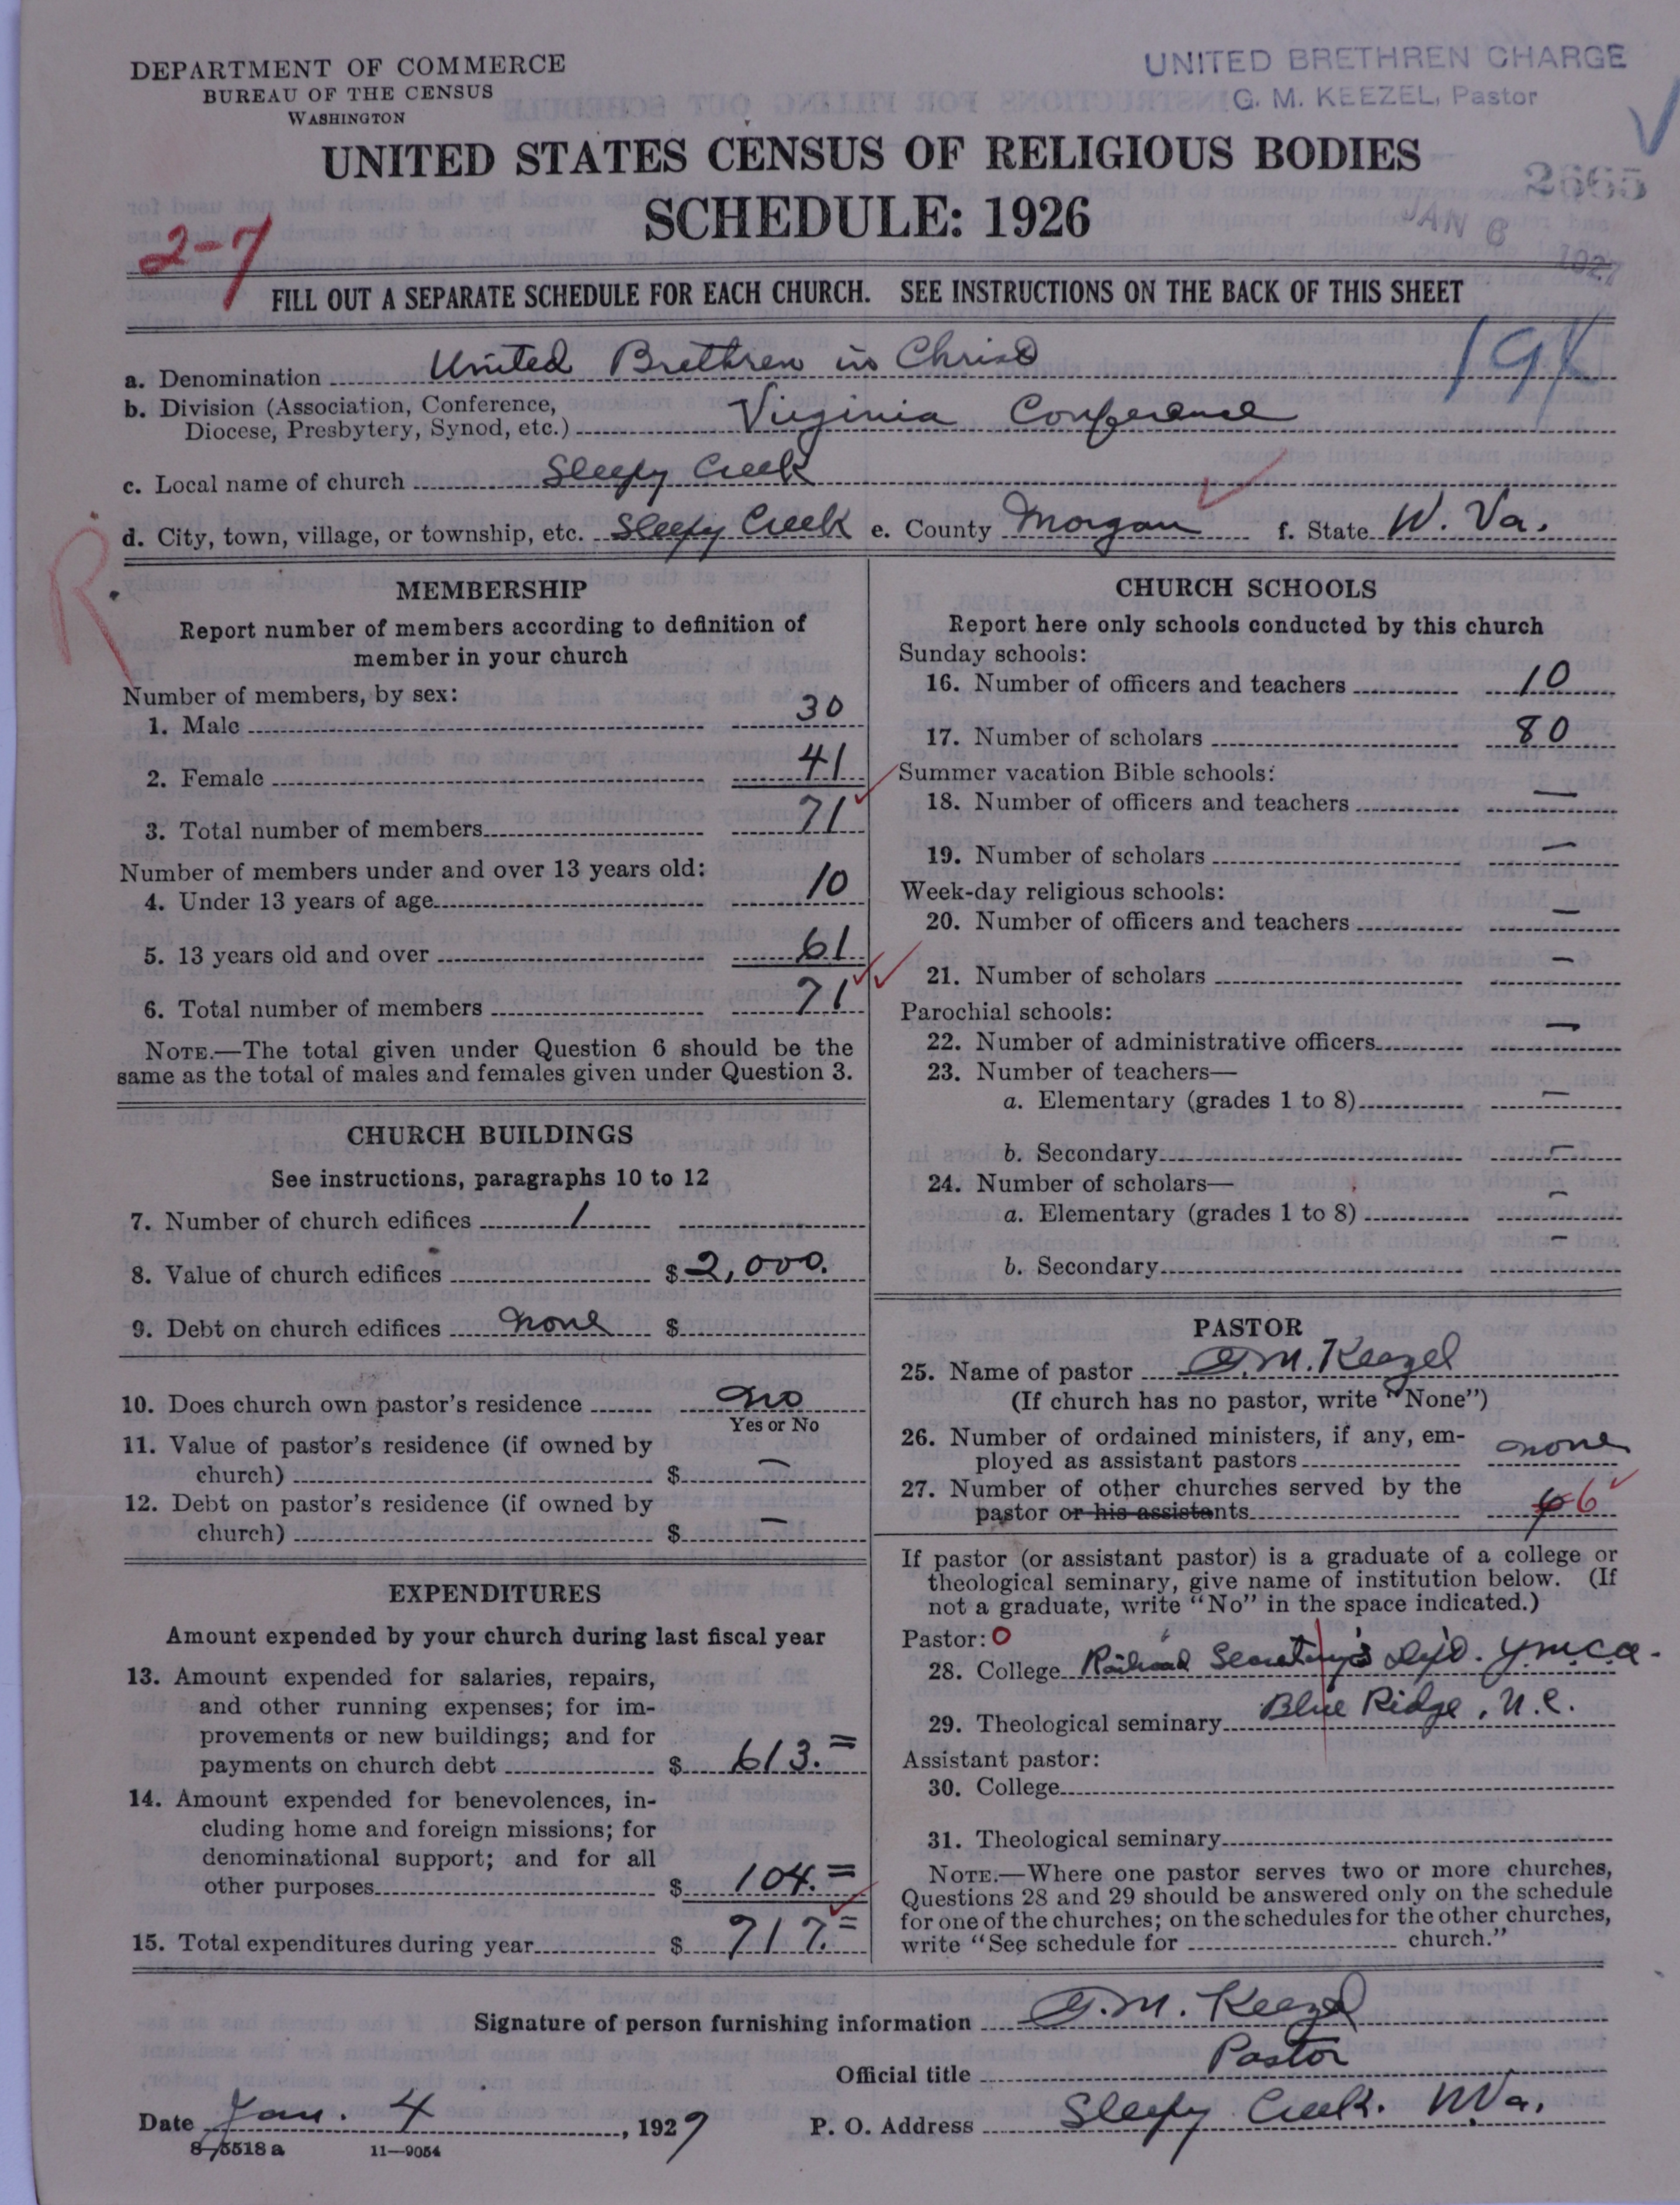 DEPARTMENT OF COMMERCE
BUREAU OF THE CENSUS
WASHINGTON
UNITED BRETHREN CHARGE
G. M. KEEZEL, Pastor
UNITED STATES CENSUS OF RELIGIOUS BODIES
SCHEDULE: 1926
2665
JAN 6 1927
2-7
FILL OUT A SEPARATE SCHEDULE FOR EACH CHURCH. SEE INSTRUCTIONS ON THE BACK OF THIS SHEET
a. Denomination United Brethren in Christ
b. Division (Association, Conference,
Diocese, Presbytery, Synod, etc.) Virginia Conference
c. Local name of church Sleepy Creek
d. City, town, village, or township, etc. Sleepy Creek e. County Morgan f. State W. Va.
R
MEMBERSHIP
Report number of members according to definition of
member in your church
Number of members, by sex:
1. Male 30
2. Female 41
3. Total number of members 71
Number of members under and over 13 years old:
4. Under 13 years of age 10
5. 13 years old and over 61
6. Total number of members 71
NOTE.—The total given under Question 6 should be the
same as the total of males and females given under Question 3.
CHURCH BUILDINGS
See instructions, paragraphs 10 to 12
7. Number of church edifices 1
8. Value of church edifices $2,000.
9. Debt on church edifices none $
10. Does church own pastor's residence no
Yes or No
11. Value of pastor's residence (if owned by
church) $ —
12. Debt on pastor's residence (if owned by
church) $ —
EXPENDITURES
Amount expended by your church during last fiscal year
13. Amount expended for salaries, repairs,
and other running expenses; for im-
provements or new buildings; and for
payments on church debt $ 613.=
14. Amount expended for benevolences, in-
cluding home and foreign missions; for
denominational support; and for all
other purposes $ 104.=
15. Total expenditures during year $ 717.=
CHURCH SCHOOLS
Report here only schools conducted by this church
Sunday schools:
16. Number of officers and teachers 10
17. Number of scholars 80
Summer vacation Bible schools:
18. Number of officers and teachers —
19. Number of scholars —
Week-day religious schools:
20. Number of officers and teachers —
21. Number of scholars —
Parochial schools:
22. Number of administrative officers —
23. Number of teachers—
a. Elementary (grades 1 to 8) —
b. Secondary —
24. Number of scholars—
a. Elementary (grades 1 to 8) —
b. Secondary —
PASTOR
25. Name of pastor G. M. Keezel
(If church has no pastor, write "None")
26. Number of ordained ministers, if any, em-
ployed as assistant pastors none
27. Number of other churches served by the
pastor or his assistants 6
If pastor (or assistant pastor) is a graduate of a college or
theological seminary, give name of institution below. (If
not a graduate, write "No" in the space indicated.)
Pastor: 0
28. College Railroad Secretary's Dep. Y.M.C.A.
29. Theological seminary Blue Ridge, N.C.
Assistant pastor:
30. College
31. Theological seminary
NOTE.—Where one pastor serves two or more churches,
Questions 28 and 29 should be answered only on the schedule
for one of the churches; on the schedules for the other churches,
write "See schedule for church."
Signature of person furnishing information G. M. Keezel
Official title Pastor
Date Jan. 4, 1927 P. O. Address Sleepy Creek. W.Va.
8-5518 a 11-9054